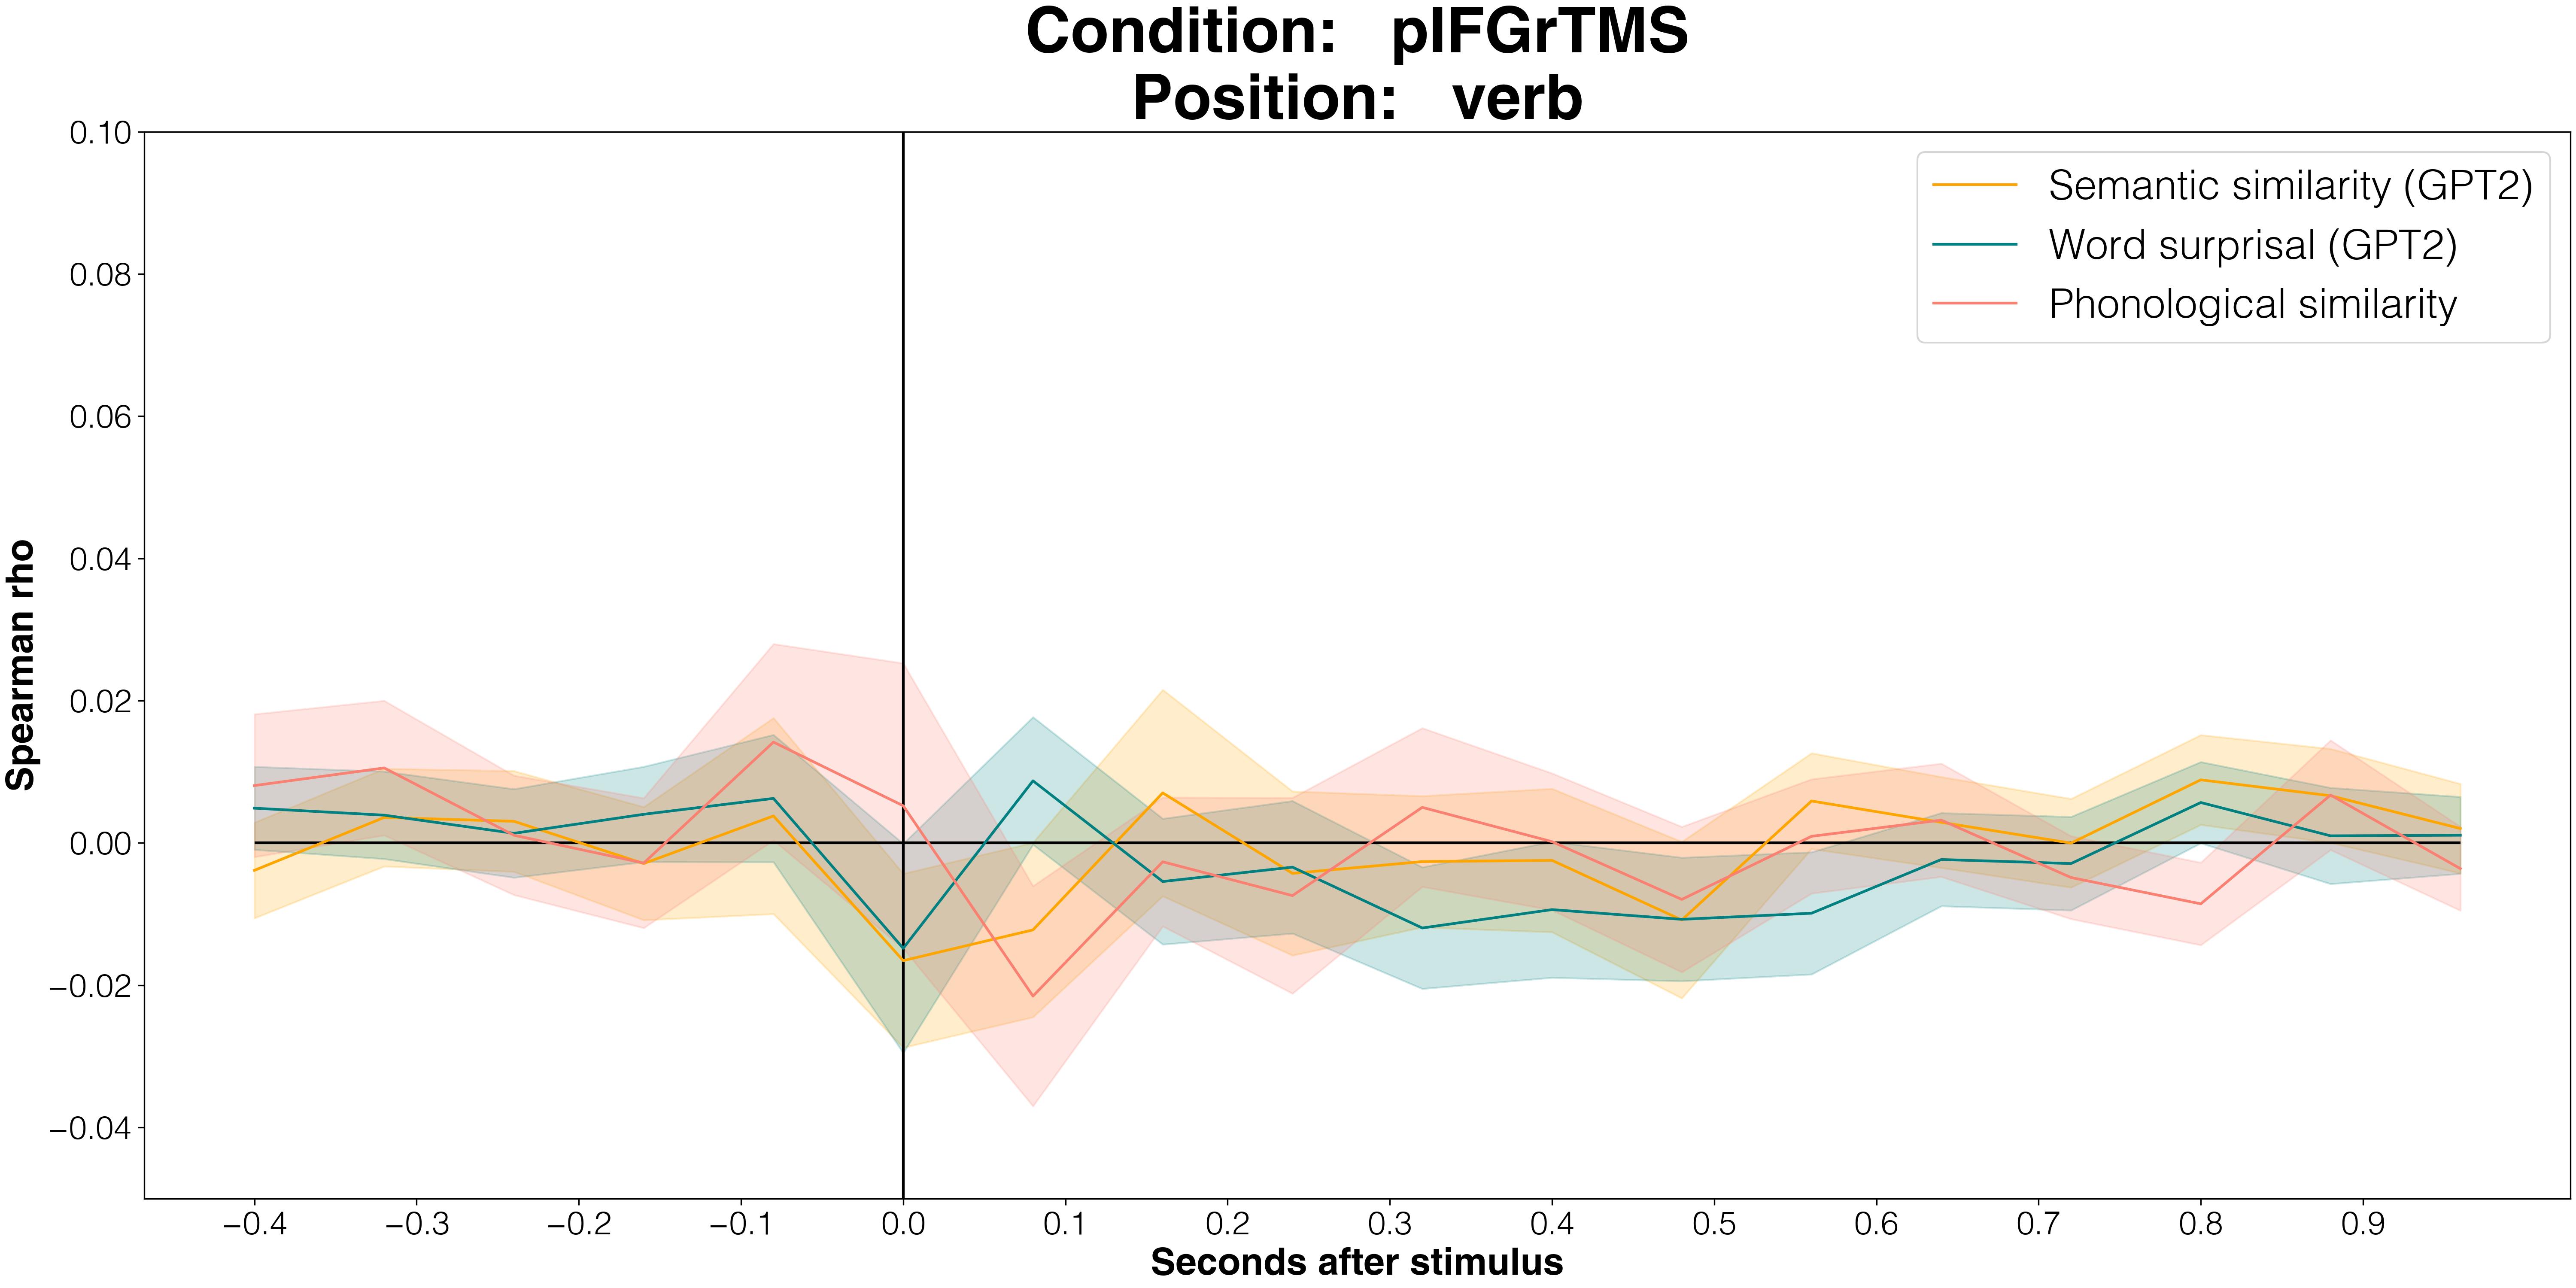 Condition:   pIFGrTMS
Position:   verb
0.10
0.08
0.06
0.04
0.02
0.00
−0.02
−0.04
Spearman rho
Semantic similarity (GPT2)
Word surprisal (GPT2)
Phonological similarity
−0.4 −0.3 −0.2 −0.1 0.0 0.1 0.2 0.3 0.4 0.5 0.6 0.7 0.8 0.9
Seconds after stimulus